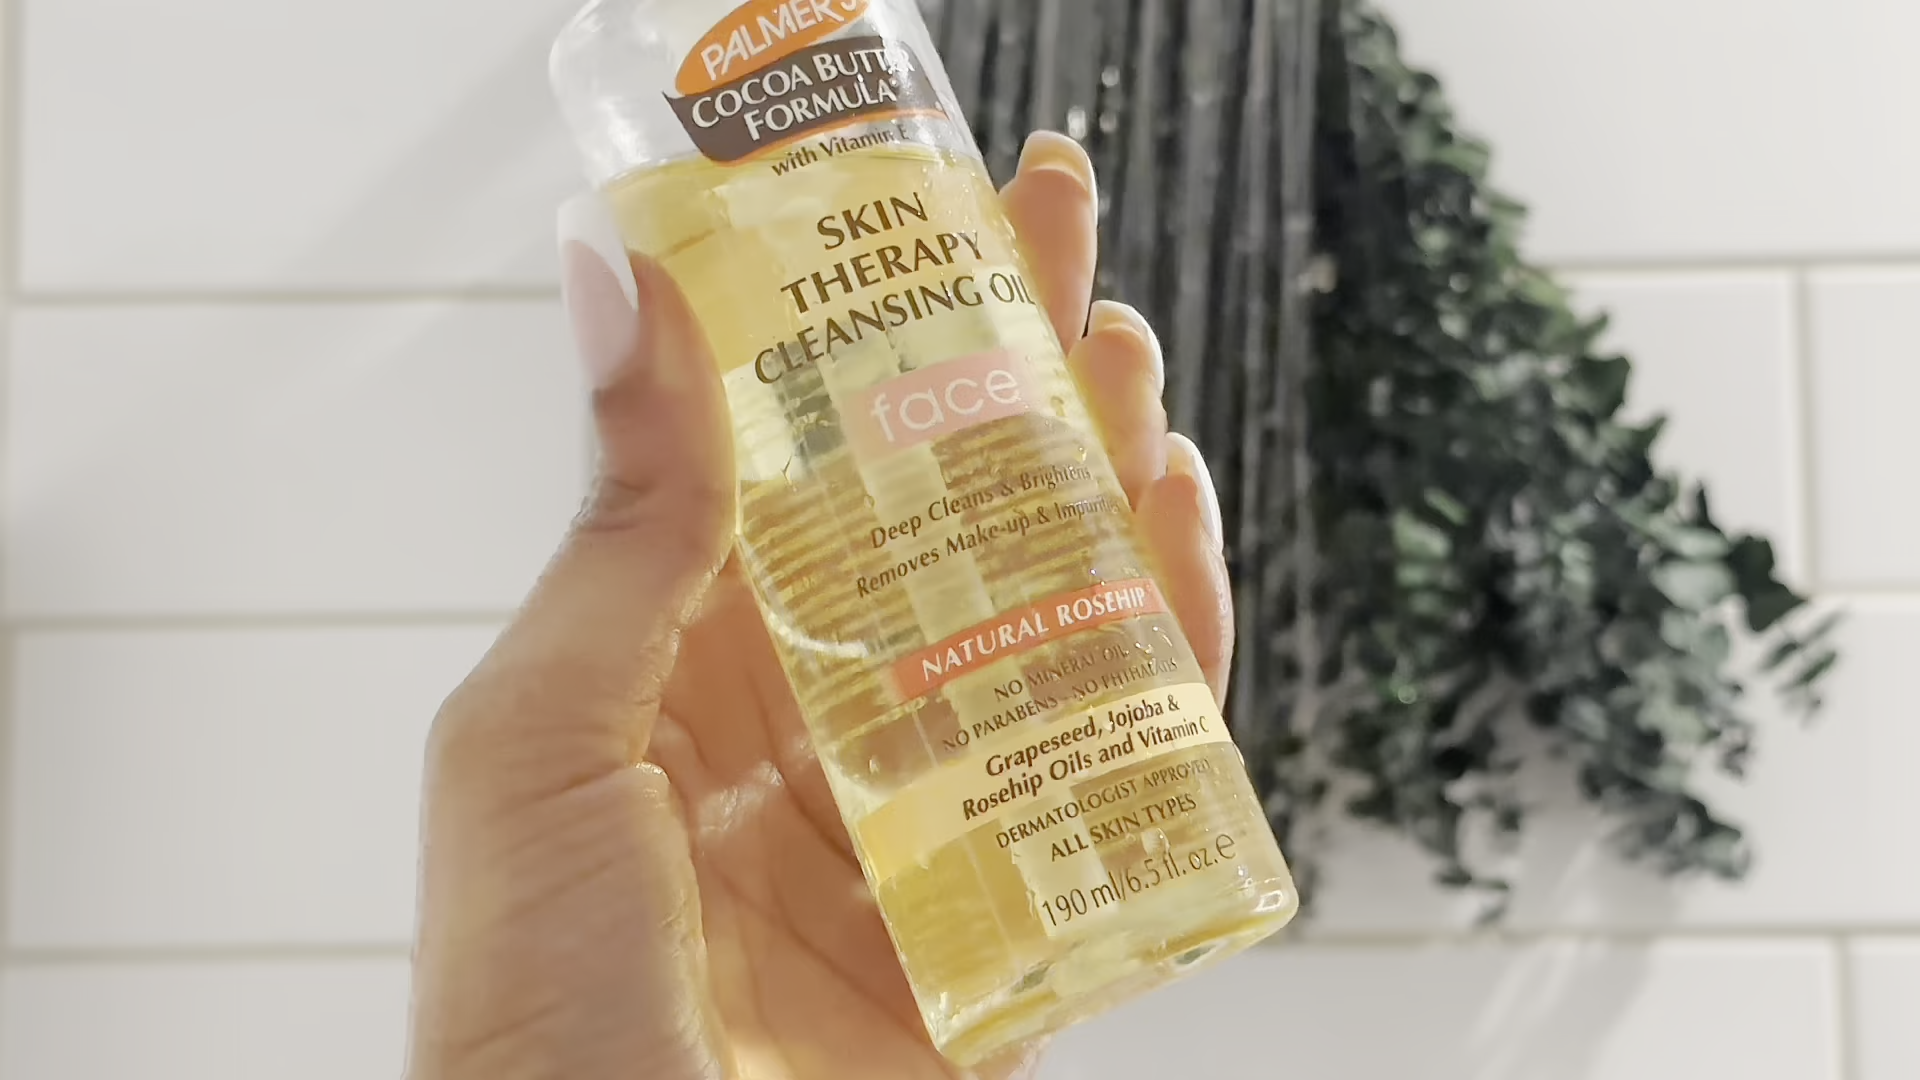 PALMER'S
COCOA BUTTER
FORMULA®
with Vitamin E
SKIN
THERAPY
CLEANSING OIL
face
Deep Cleans & Brightens
Removes Make-up & Impurities
NATURAL ROSEHIP
NO MINERAL OIL
NO PARABENS - NO PHTHALATES
Grapeseed, Jojoba &
Rosehip Oils and Vitamin C
DERMATOLOGIST APPROVED
ALL SKIN TYPES
190 ml/6.5 fl. oz. e